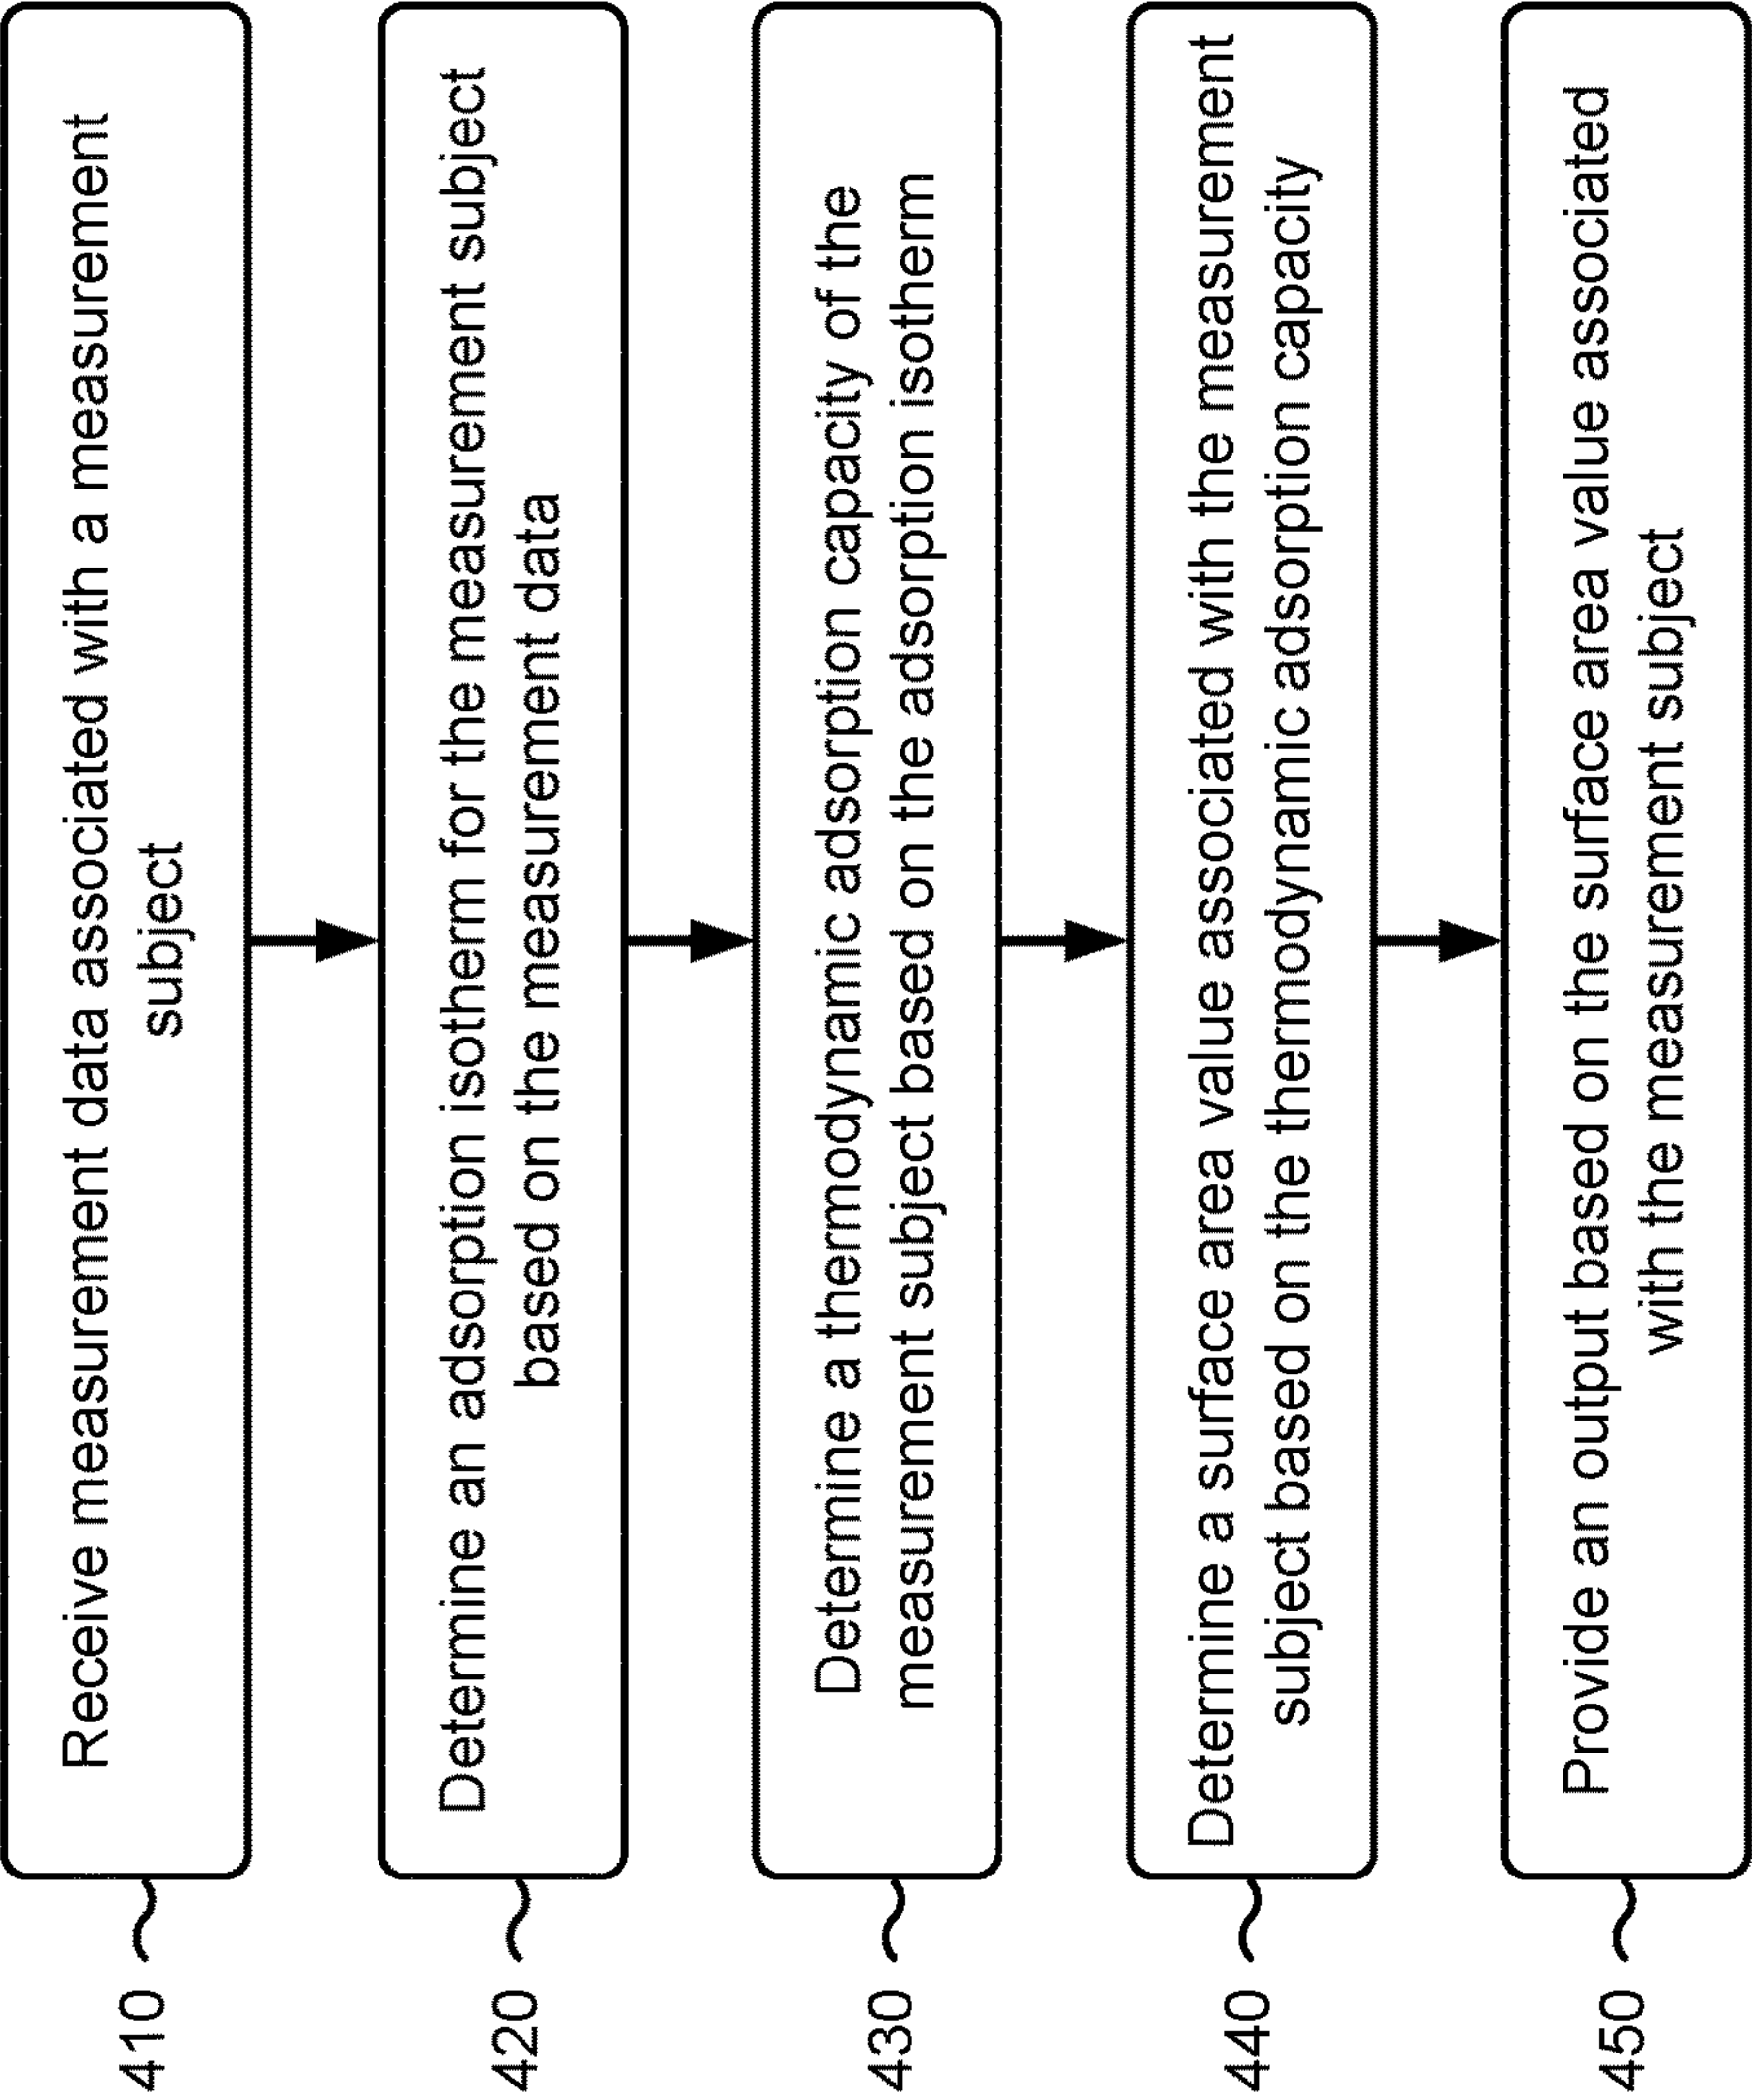 410
Receive measurement data associated with a measurement
subject
420
Determine an adsorption isotherm for the measurement subject
based on the measurement data
430
Determine a thermodynamic adsorption capacity of the
measurement subject based on the adsorption isotherm
440
Determine a surface area value associated with the measurement
subject based on the thermodynamic adsorption capacity
450
Provide an output based on the surface area value associated
with the measurement subject